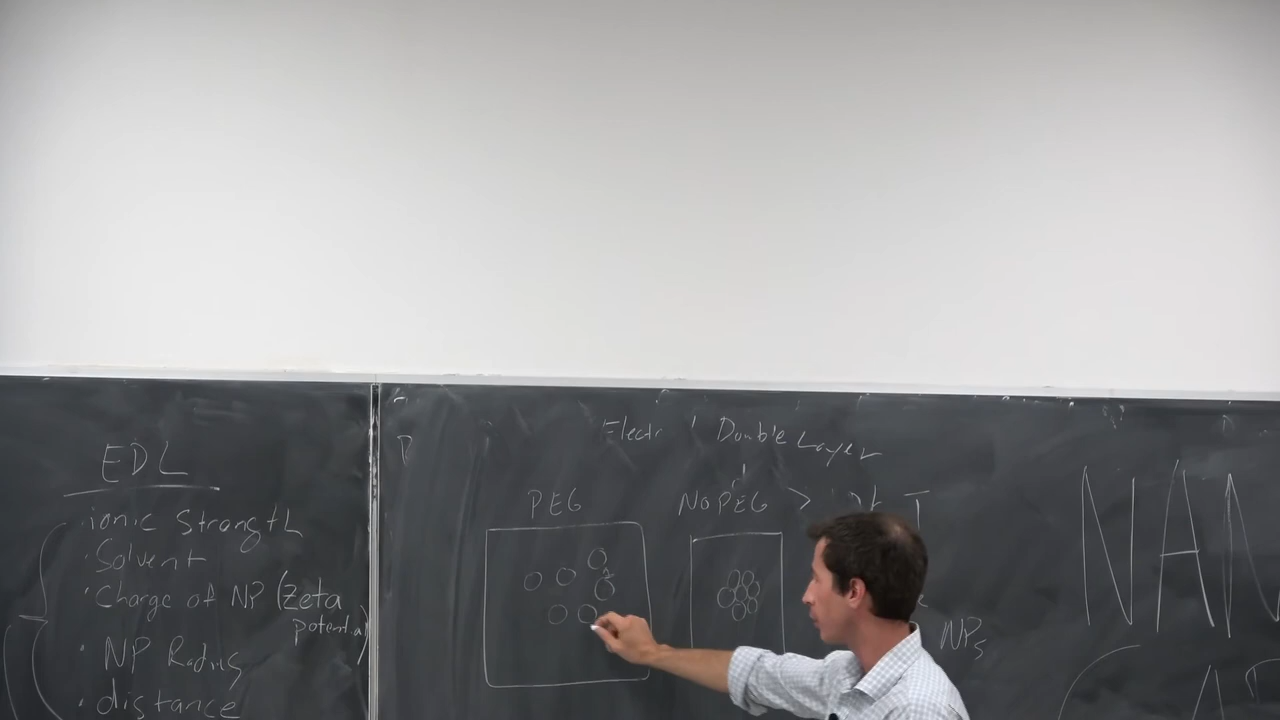 EDL
ionic Strength
· Solvent
· Charge of NP (Zeta
potential)
· NP Radius
· distance
Double Layer
PEG
No PEG >
NPs
NAN